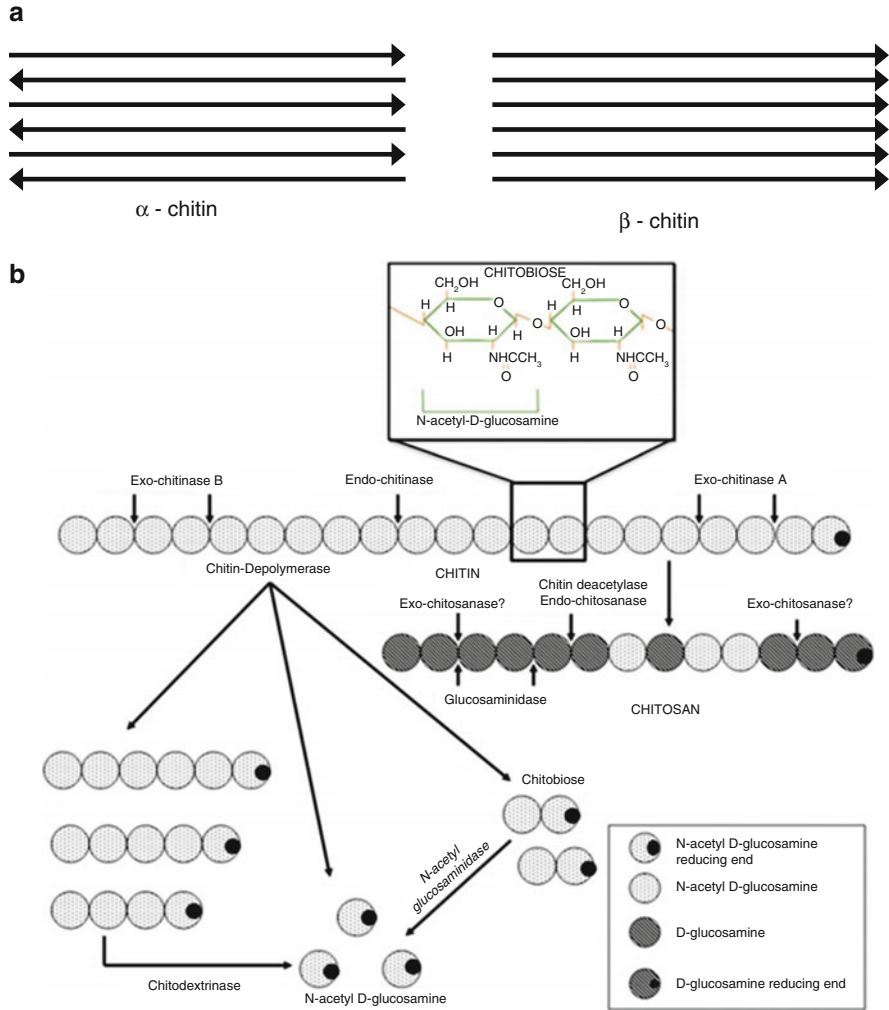 a
α - chitin
β - chitin
b
CHITOBIOSE
CH2OH
CH2OH
O
O
H
H
H
H
OH
H
H
O
OH
H
O
H
NHCCH3
H
NHCCH3
O
O
N-acetyl-D-glucosamine
Exo-chitinase B
Endo-chitinase
Exo-chitinase A
Chitin-Depolymerase
CHITIN
Chitin deacetylase
Endo-chitosanase
Exo-chitosanase?
Exo-chitosanase?
Glucosaminidase
CHITOSAN
Chitobiose
N-acetyl
glucosaminidase
Chitodextrinase
N-acetyl D-glucosamine
N-acetyl D-glucosamine
reducing end
N-acetyl D-glucosamine
D-glucosamine
D-glucosamine reducing end